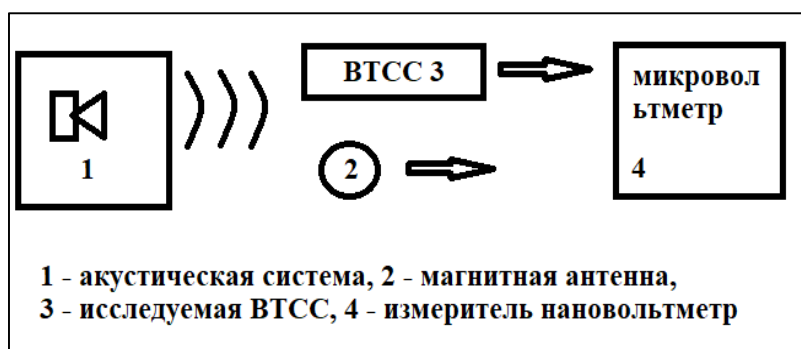 ВТСС 3
микровол
ьтметр
1
2
4
1 - акустическая система, 2 - магнитная антенна,
3 - исследуемая ВТСС, 4 - измеритель нановольтметр